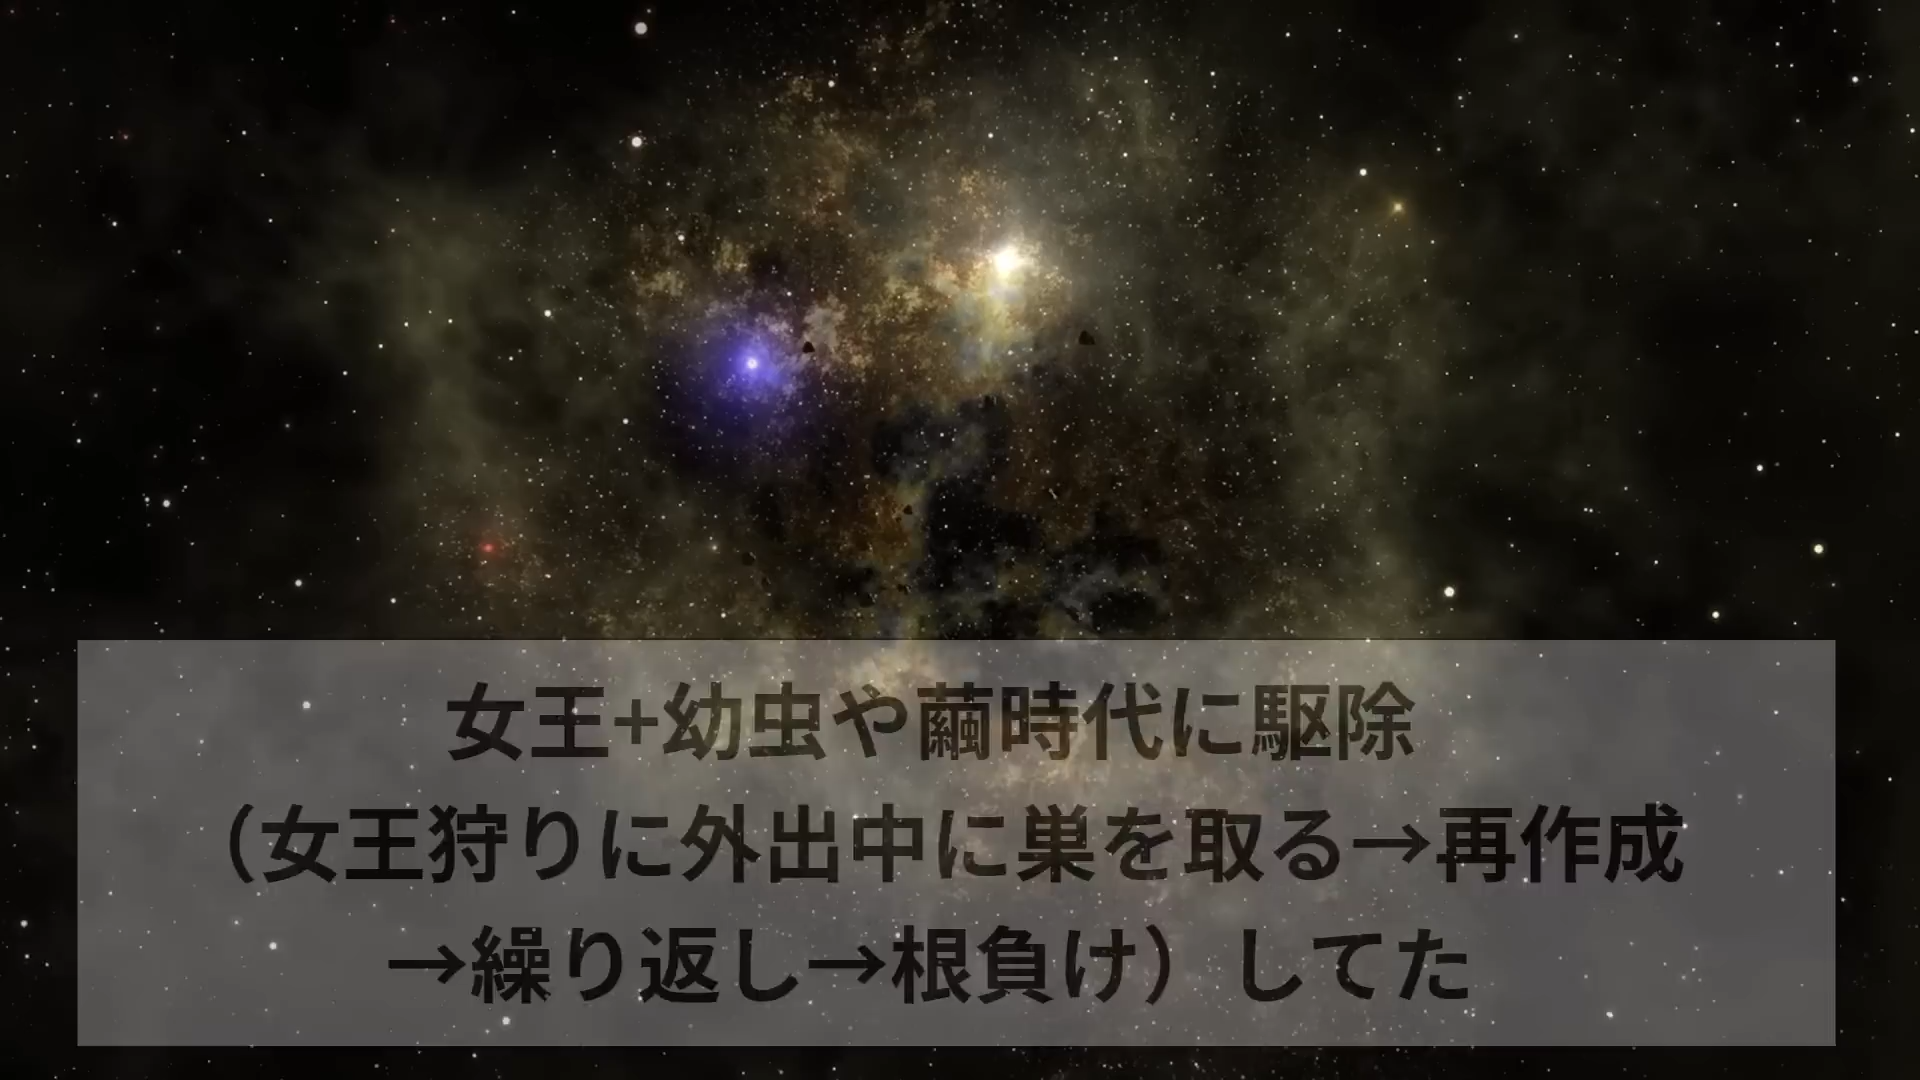 女王+幼虫や繭時代に駆除
（女王狩りに外出中に巣を取る→再作成
→繰り返し→根負け）してた